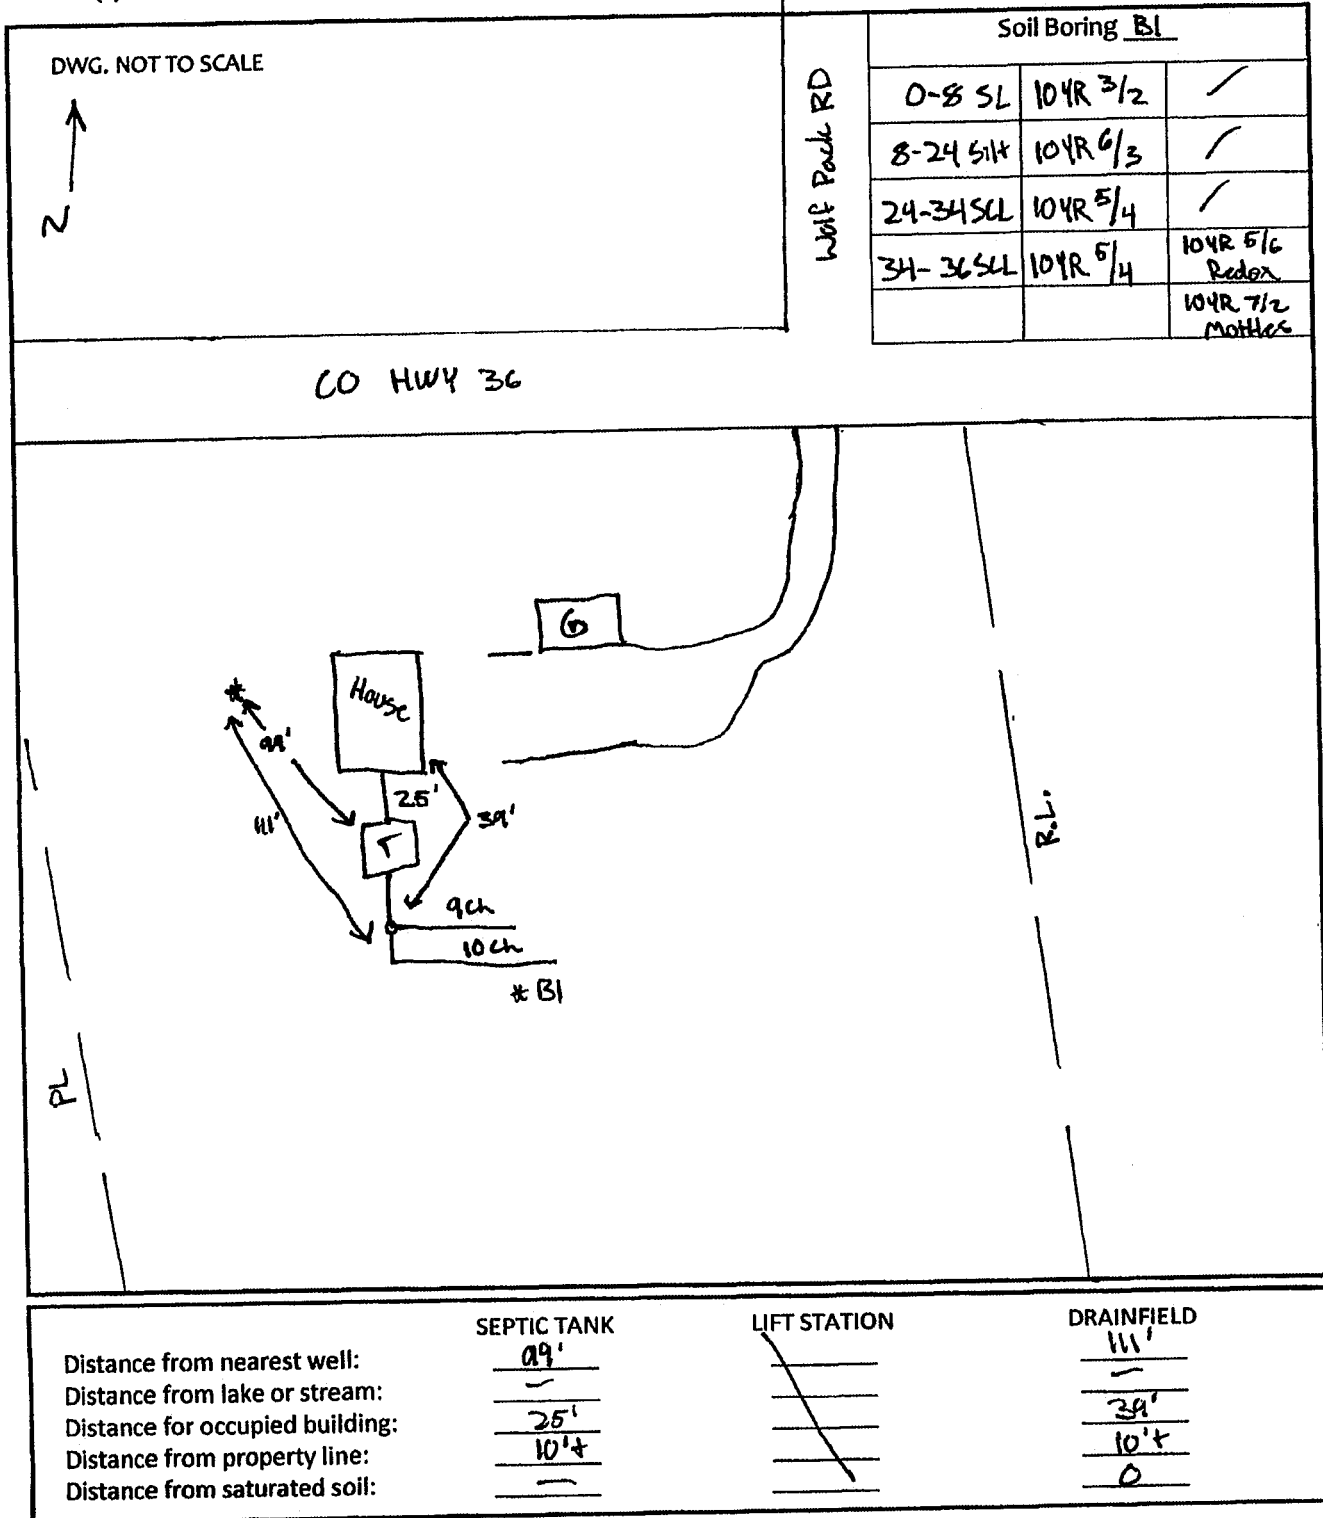 DWG. NOT TO SCALE
N
Wolf Pack RD
Soil Boring B1
0-8 SL 10YR 3/2 /
8-24 Silt 10YR 6/3 /
24-34 SCL 10YR 5/4 /
34-36 SCL 10YR 5/4 10YR 5/6 Redox
10YR 7/2 Mottles
CO HWY 36
G
House
*
99'
25'
39'
111'
T
9ch
10ch
* B1
R.L.
PL
SEPTIC TANK LIFT STATION DRAINFIELD
Distance from nearest well: 99' 111'
Distance from lake or stream: – –
Distance for occupied building: 25' 39'
Distance from property line: 10'+ 10'+
Distance from saturated soil: – 0